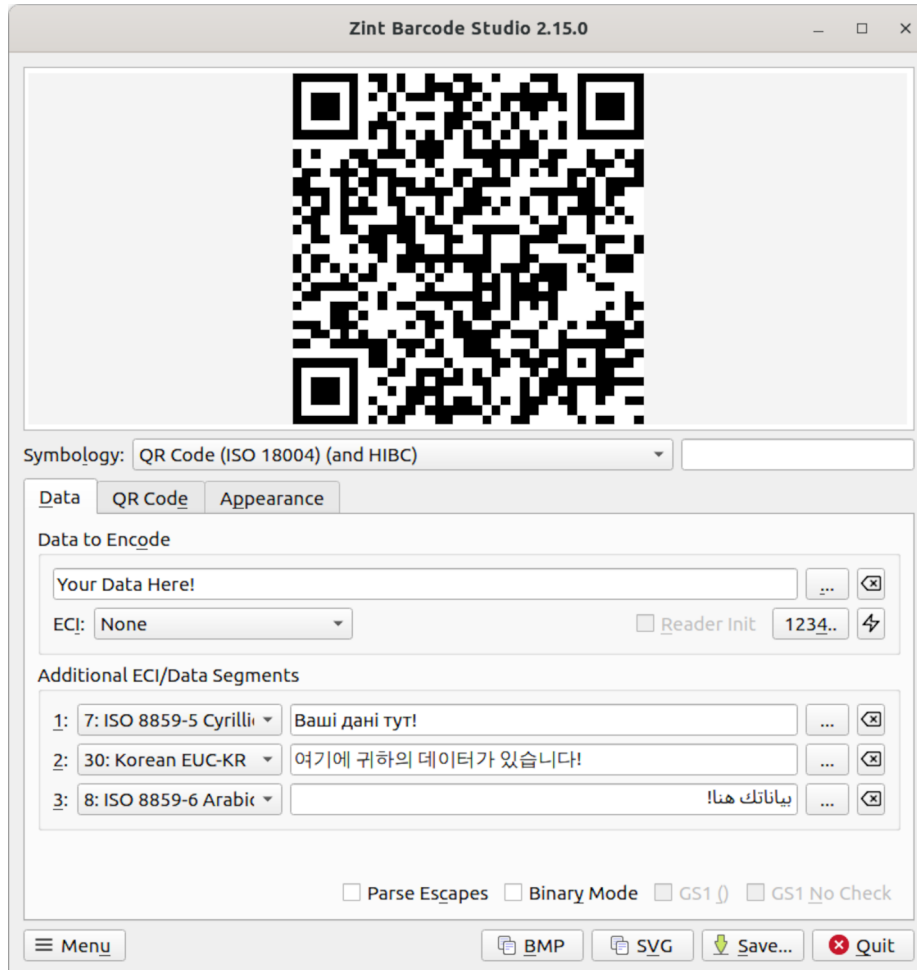 Zint Barcode Studio 2.15.0
Symbology: QR Code (ISO 18004) (and HIBC)
Data QR Code Appearance
Data to Encode
Your Data Here!
...
ECI: None Reader Init 1234..
Additional ECI/Data Segments
1: 7: ISO 8859-5 Cyrilli Ваші дані тут! ...
2: 30: Korean EUC-KR 여기에 귀하의 데이터가 있습니다! ...
3: 8: ISO 8859-6 Arabic بياناتك هنا! ...
Parse Escapes Binary Mode GS1 () GS1 No Check
Menu BMP SVG Save... Quit